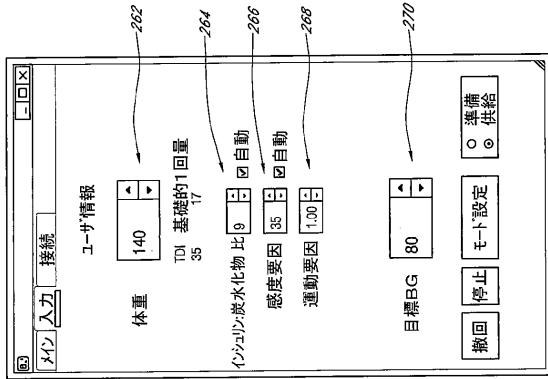 メイン 入力 接続
ユーザ情報
体重 140
TDI 基礎的1回量
35 17
インシュリン:炭水化物 比 9 自動
感度要因 35 自動
運動要因 1.00
目標BG 80
撤回 停止 モード設定 準備
供給
262
264
266
268
270